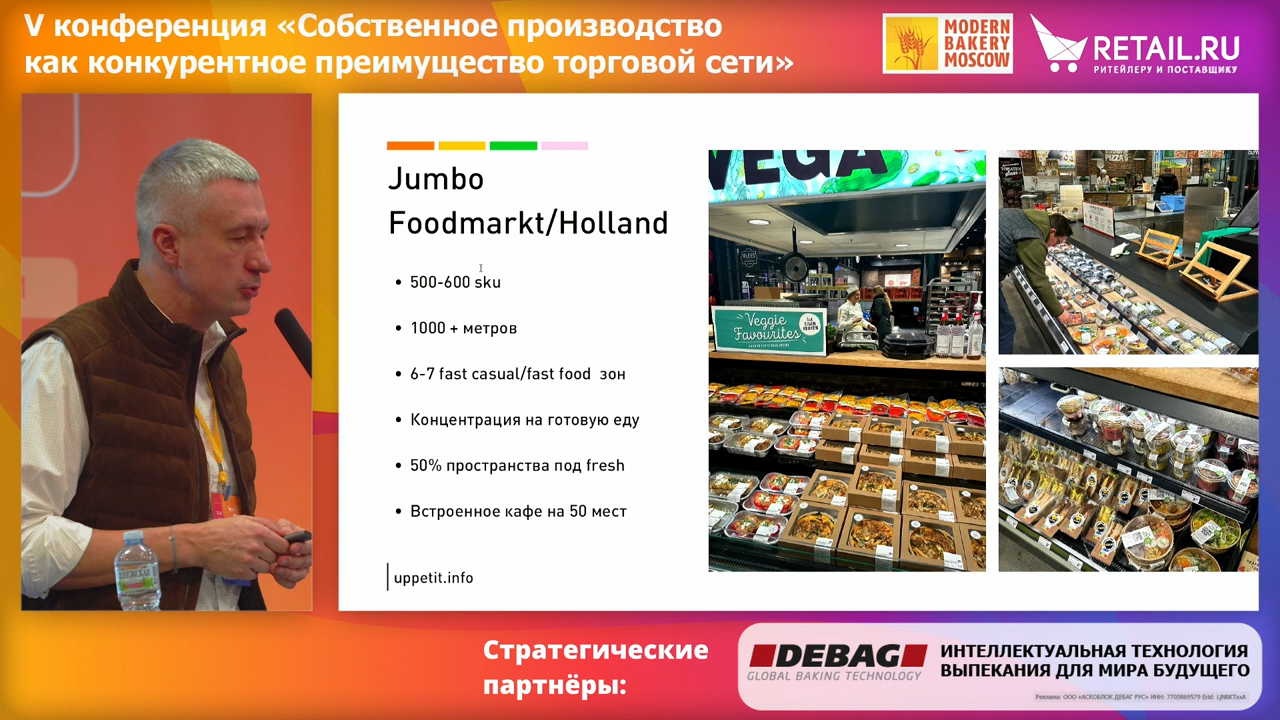 V конференция «Собственное производство
как конкурентное преимущество торговой сети»
MODERN
BAKERY
MOSCOW
RETAIL.RU
РИТЕЙЛЕРУ И ПОСТАВЩИКУ
Jumbo
Foodmarkt/Holland
• 500-600 sku
• 1000 + метров
• 6-7 fast casual/fast food зон
• Концентрация на готовую еду
• 50% пространства под fresh
• Встроенное кафе на 50 мест
uppetit.info
VEGA
Veggie
Favourites
PIZZA'S
Стратегические
партнёры:
DEBAG
GLOBAL BAKING TECHNOLOGY
ИНТЕЛЛЕКТУАЛЬНАЯ ТЕХНОЛОГИЯ
ВЫПЕКАНИЯ ДЛЯ МИРА БУДУЩЕГО